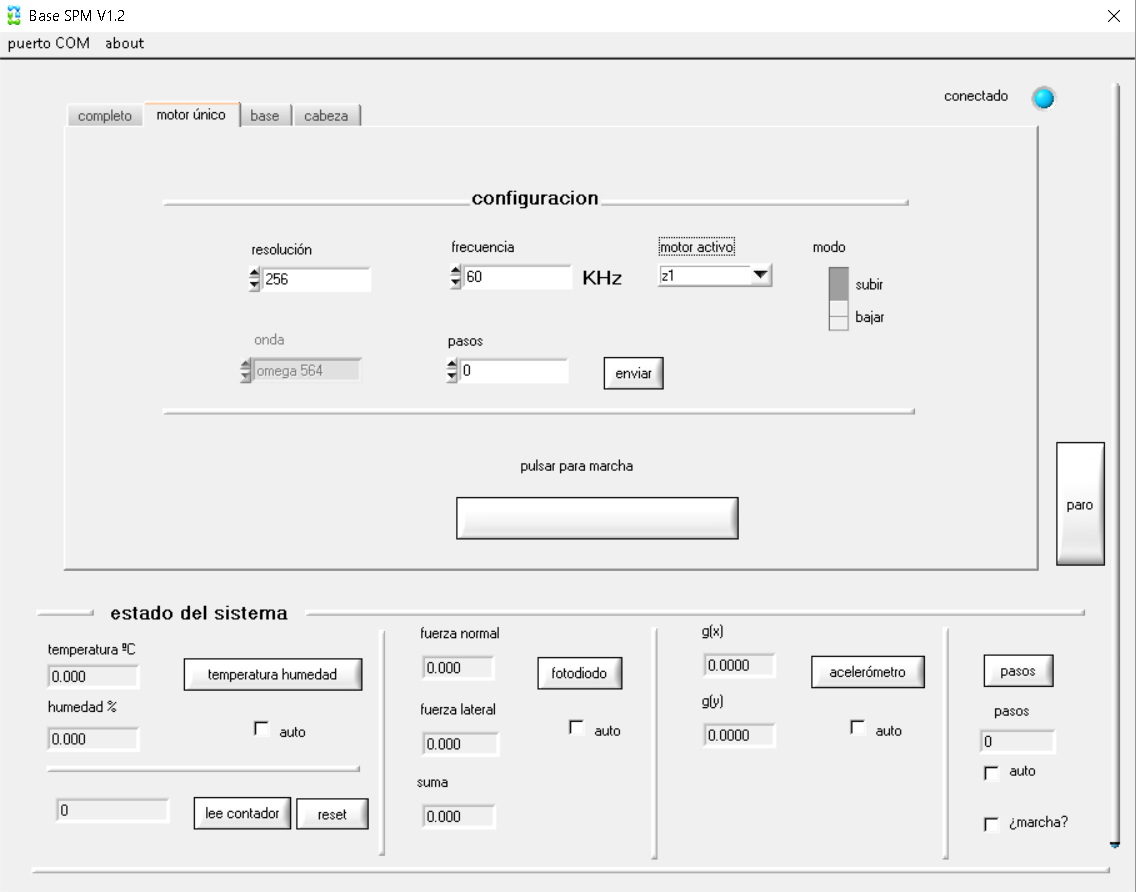 Base SPM V1.2
puerto COM about
conectado
completo motor único base cabeza
configuracion
resolución frecuencia motor activo modo
256 60 KHz z1 subir
bajar
onda pasos
omega 564 0 enviar
pulsar para marcha
paro
estado del sistema
temperatura ºC
0.000
temperatura humedad
humedad %
0.000
auto
0 lee contador reset
fuerza normal
0.000
fotodiodo
fuerza lateral
0.000
auto
suma
0.000
g(x)
0.0000
acelerómetro
g(y)
0.0000
auto
pasos
pasos
0
auto
¿marcha?